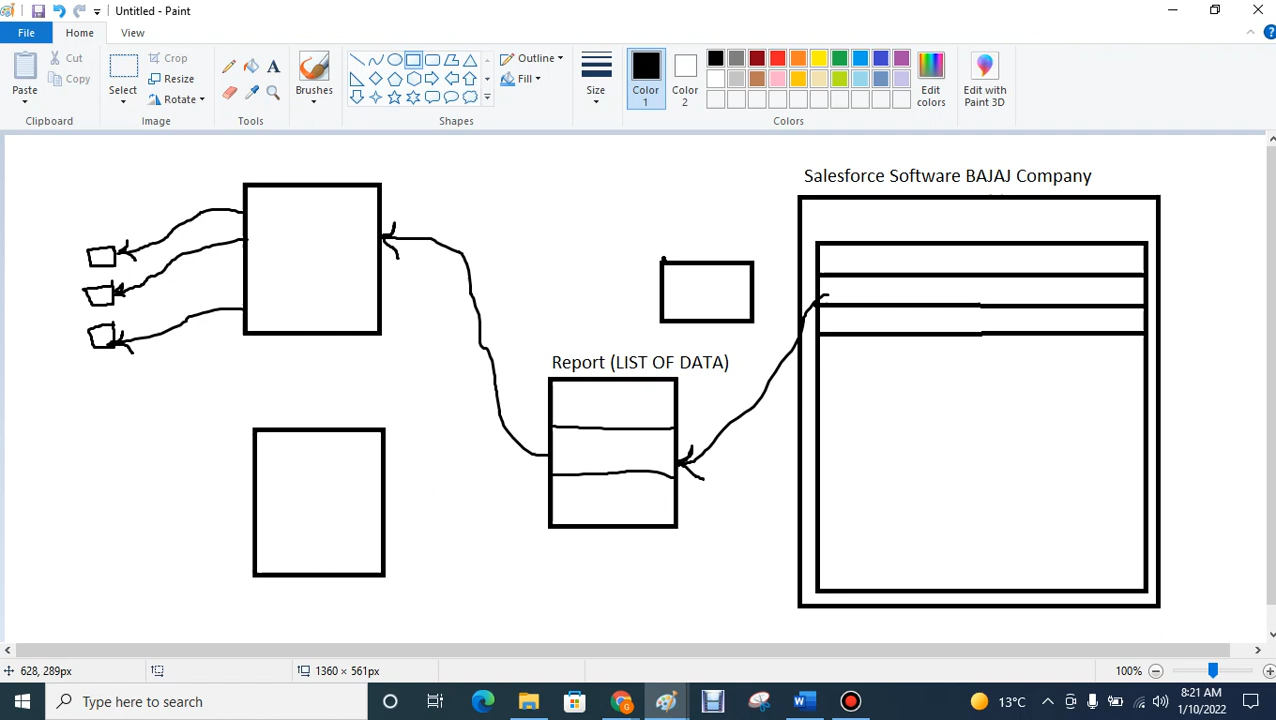 Untitled - Paint
File
Home
View
Paste
Cut
Copy
Clipboard
Select
Crop
Resize
Rotate
Image
Tools
Brushes
Shapes
Outline
Fill
Size
Color 1
Color 2
Edit colors
Edit with Paint 3D
Colors
Salesforce Software BAJAJ Company
Report (LIST OF DATA)
628, 289px
1360 × 561px
100%
Type here to search
13°C
8:21 AM
1/10/2022